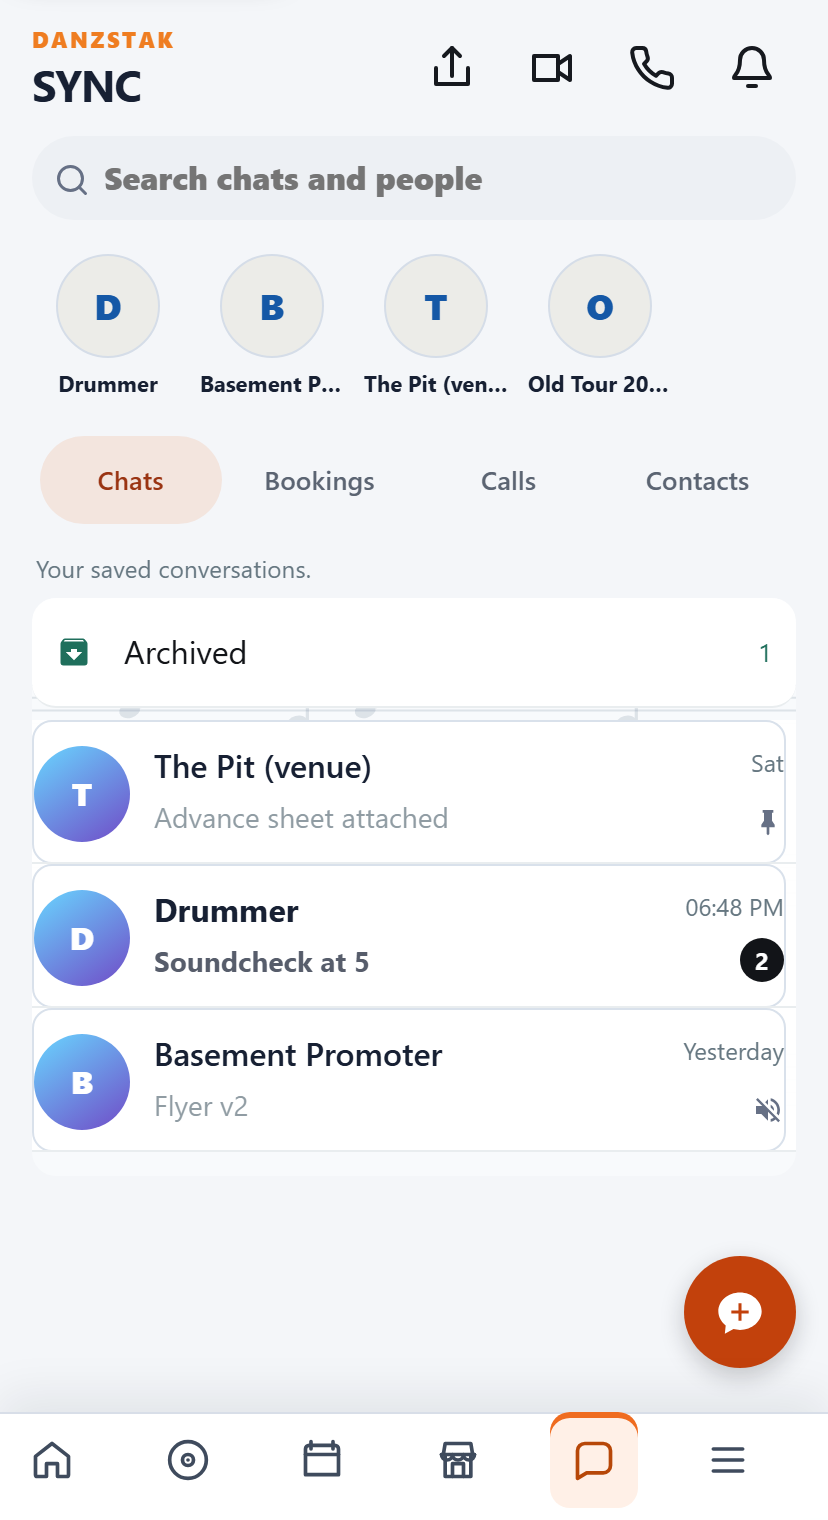 DANZSTAK
SYNC
Search chats and people
D
B
T
O
Drummer
Basement P...
The Pit (ven...
Old Tour 20...
Chats
Bookings
Calls
Contacts
Your saved conversations.
Archived
1
T
The Pit (venue)
Sat
Advance sheet attached
D
Drummer
06:48 PM
Soundcheck at 5
2
B
Basement Promoter
Yesterday
Flyer v2